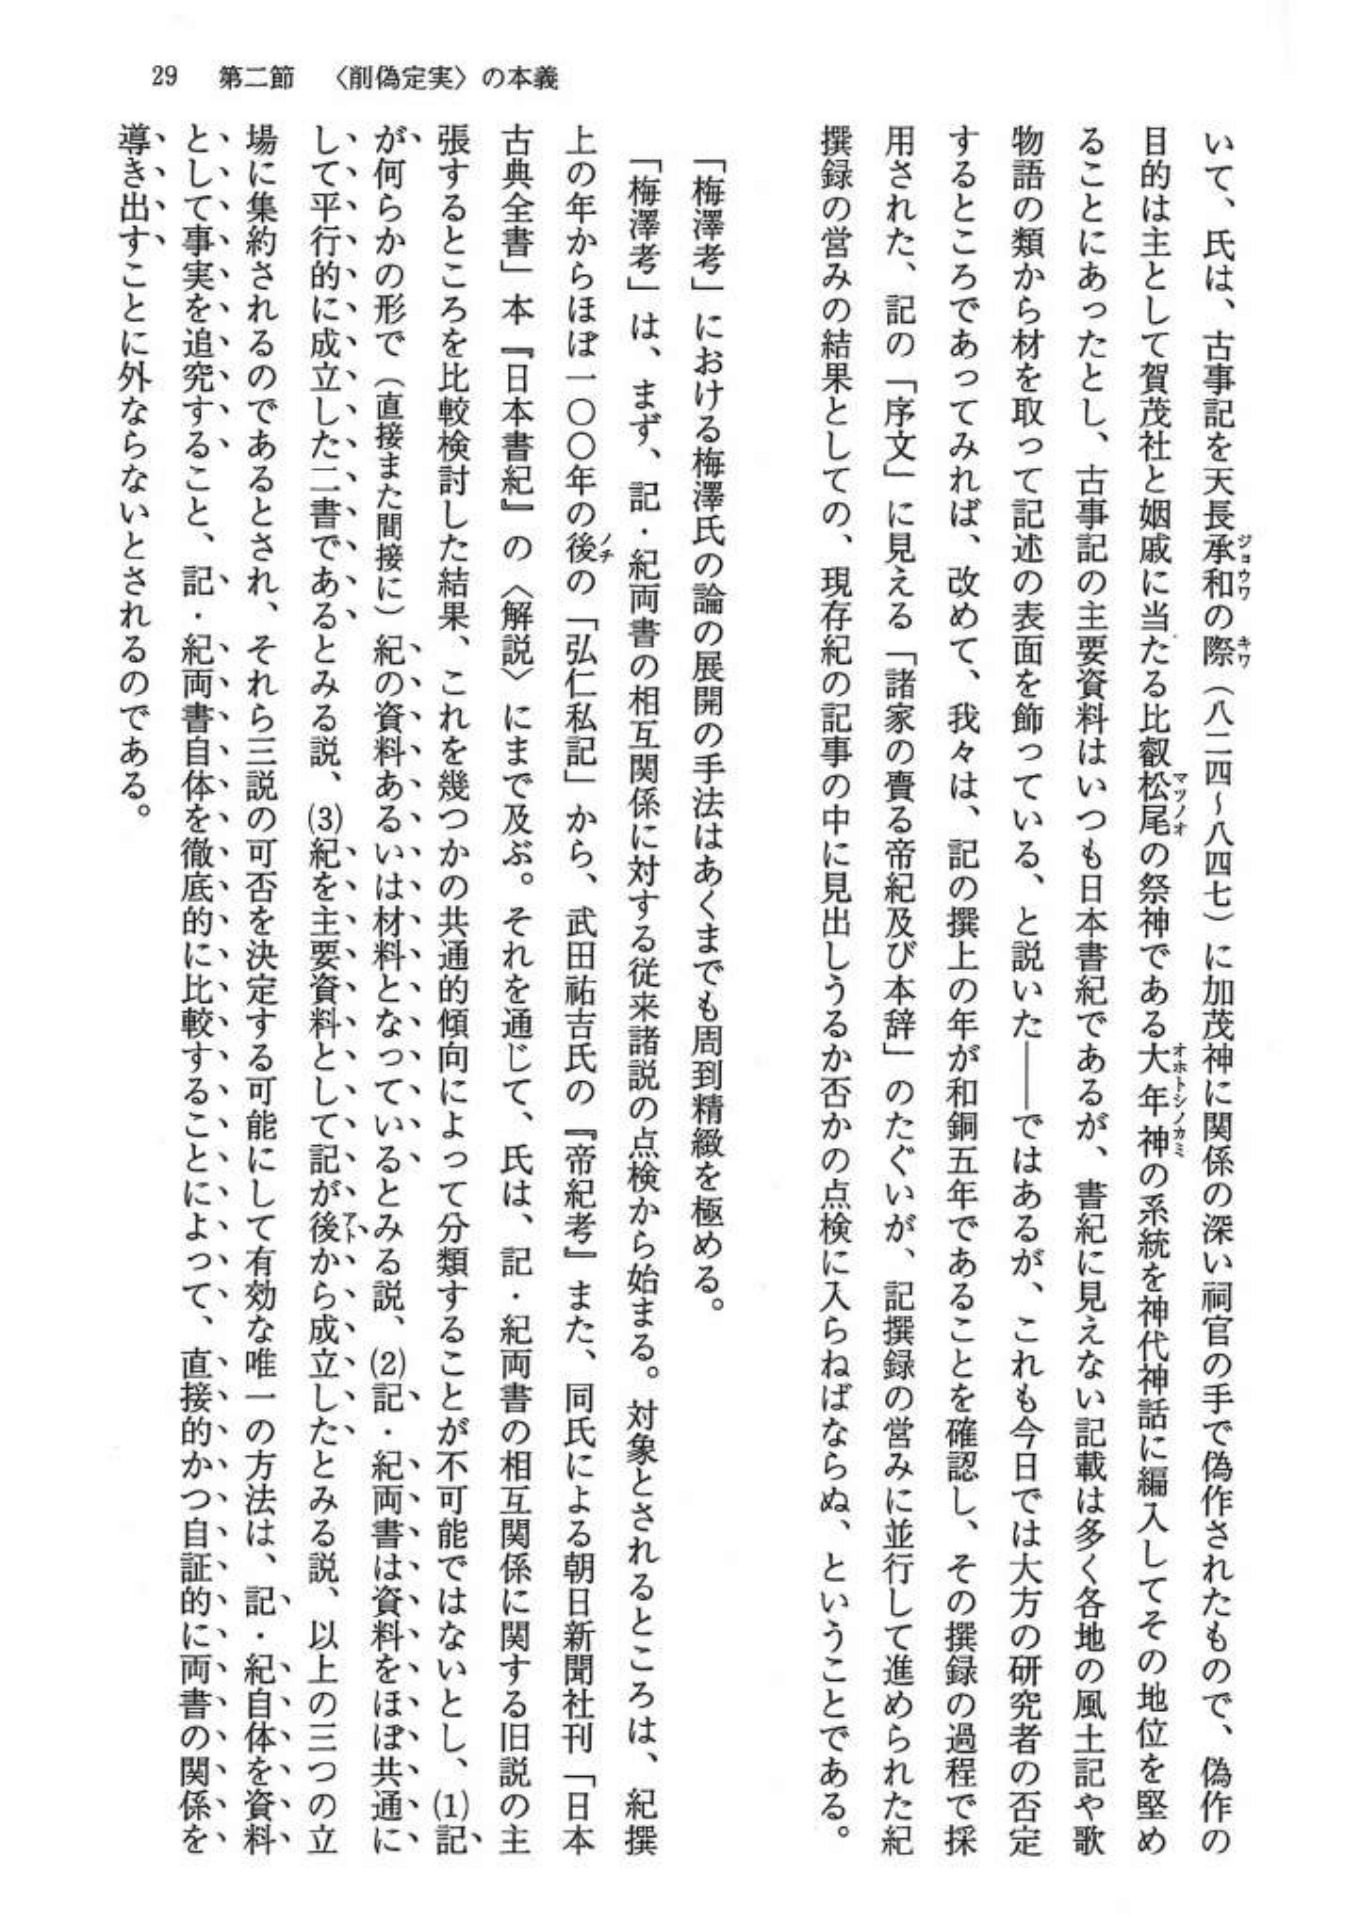 29　第二節　〈削偽定実〉の本義
いて、氏は、古事記を天長承和の際（八二四～八四七）に加茂神に関係の深い祠官の手で偽作されたもので、偽作の
ジョウワ
キワ
目的は主として賀茂社と姻戚に当たる比叡松尾の祭神である大年神の系統を神代神話に編入してその地位を堅め
マツノオ
オホトシノカミ
ることにあったとし、古事記の主要資料はいつも日本書紀であるが、書紀に見えない記載は多く各地の風土記や歌
物語の類から材を取って記述の表面を飾っている、と説いた――ではあるが、これも今日では大方の研究者の否定
するところであってみれば、改めて、我々は、記の撰上の年が和銅五年であることを確認し、その撰録の過程で採
用された、記の「序文」に見える「諸家の賷る帝紀及び本辞」のたぐいが、記撰録の営みに並行して進められた紀
撰録の営みの結果としての、現存紀の記事の中に見出しうるか否かの点検に入らねばならぬ、ということである。
「梅澤考」における梅澤氏の論の展開の手法はあくまでも周到精緻を極める。
「梅澤考」は、まず、記・紀両書の相互関係に対する従来諸説の点検から始まる。対象とされるところは、紀撰
上の年からほぼ一〇〇年の後の「弘仁私記」から、武田祐吉氏の『帝紀考』また、同氏による朝日新聞社刊「日本
ノチ
古典全書」本『日本書紀』の〈解説〉にまで及ぶ。それを通じて、氏は、記・紀両書の相互関係に関する旧説の主
張するところを比較検討した結果、これを幾つかの共通的傾向によって分類することが不可能ではないとし、(1)記
が何らかの形で（直接また間接に）紀の資料あるいは材料となっているとみる説、(2)記・紀両書は資料をほぼ共通に
して平行的に成立した二書であるとみる説、(3)紀を主要資料として記が後から成立したとみる説、以上の三つの立
アト
場に集約されるのであるとされ、それら三説の可否を決定する可能にして有効な唯一の方法は、記・紀自体を資料
として事実を追究すること、記・紀両書自体を徹底的に比較することによって、直接的かつ自証的に両書の関係を
導き出すことに外ならないとされるのである。